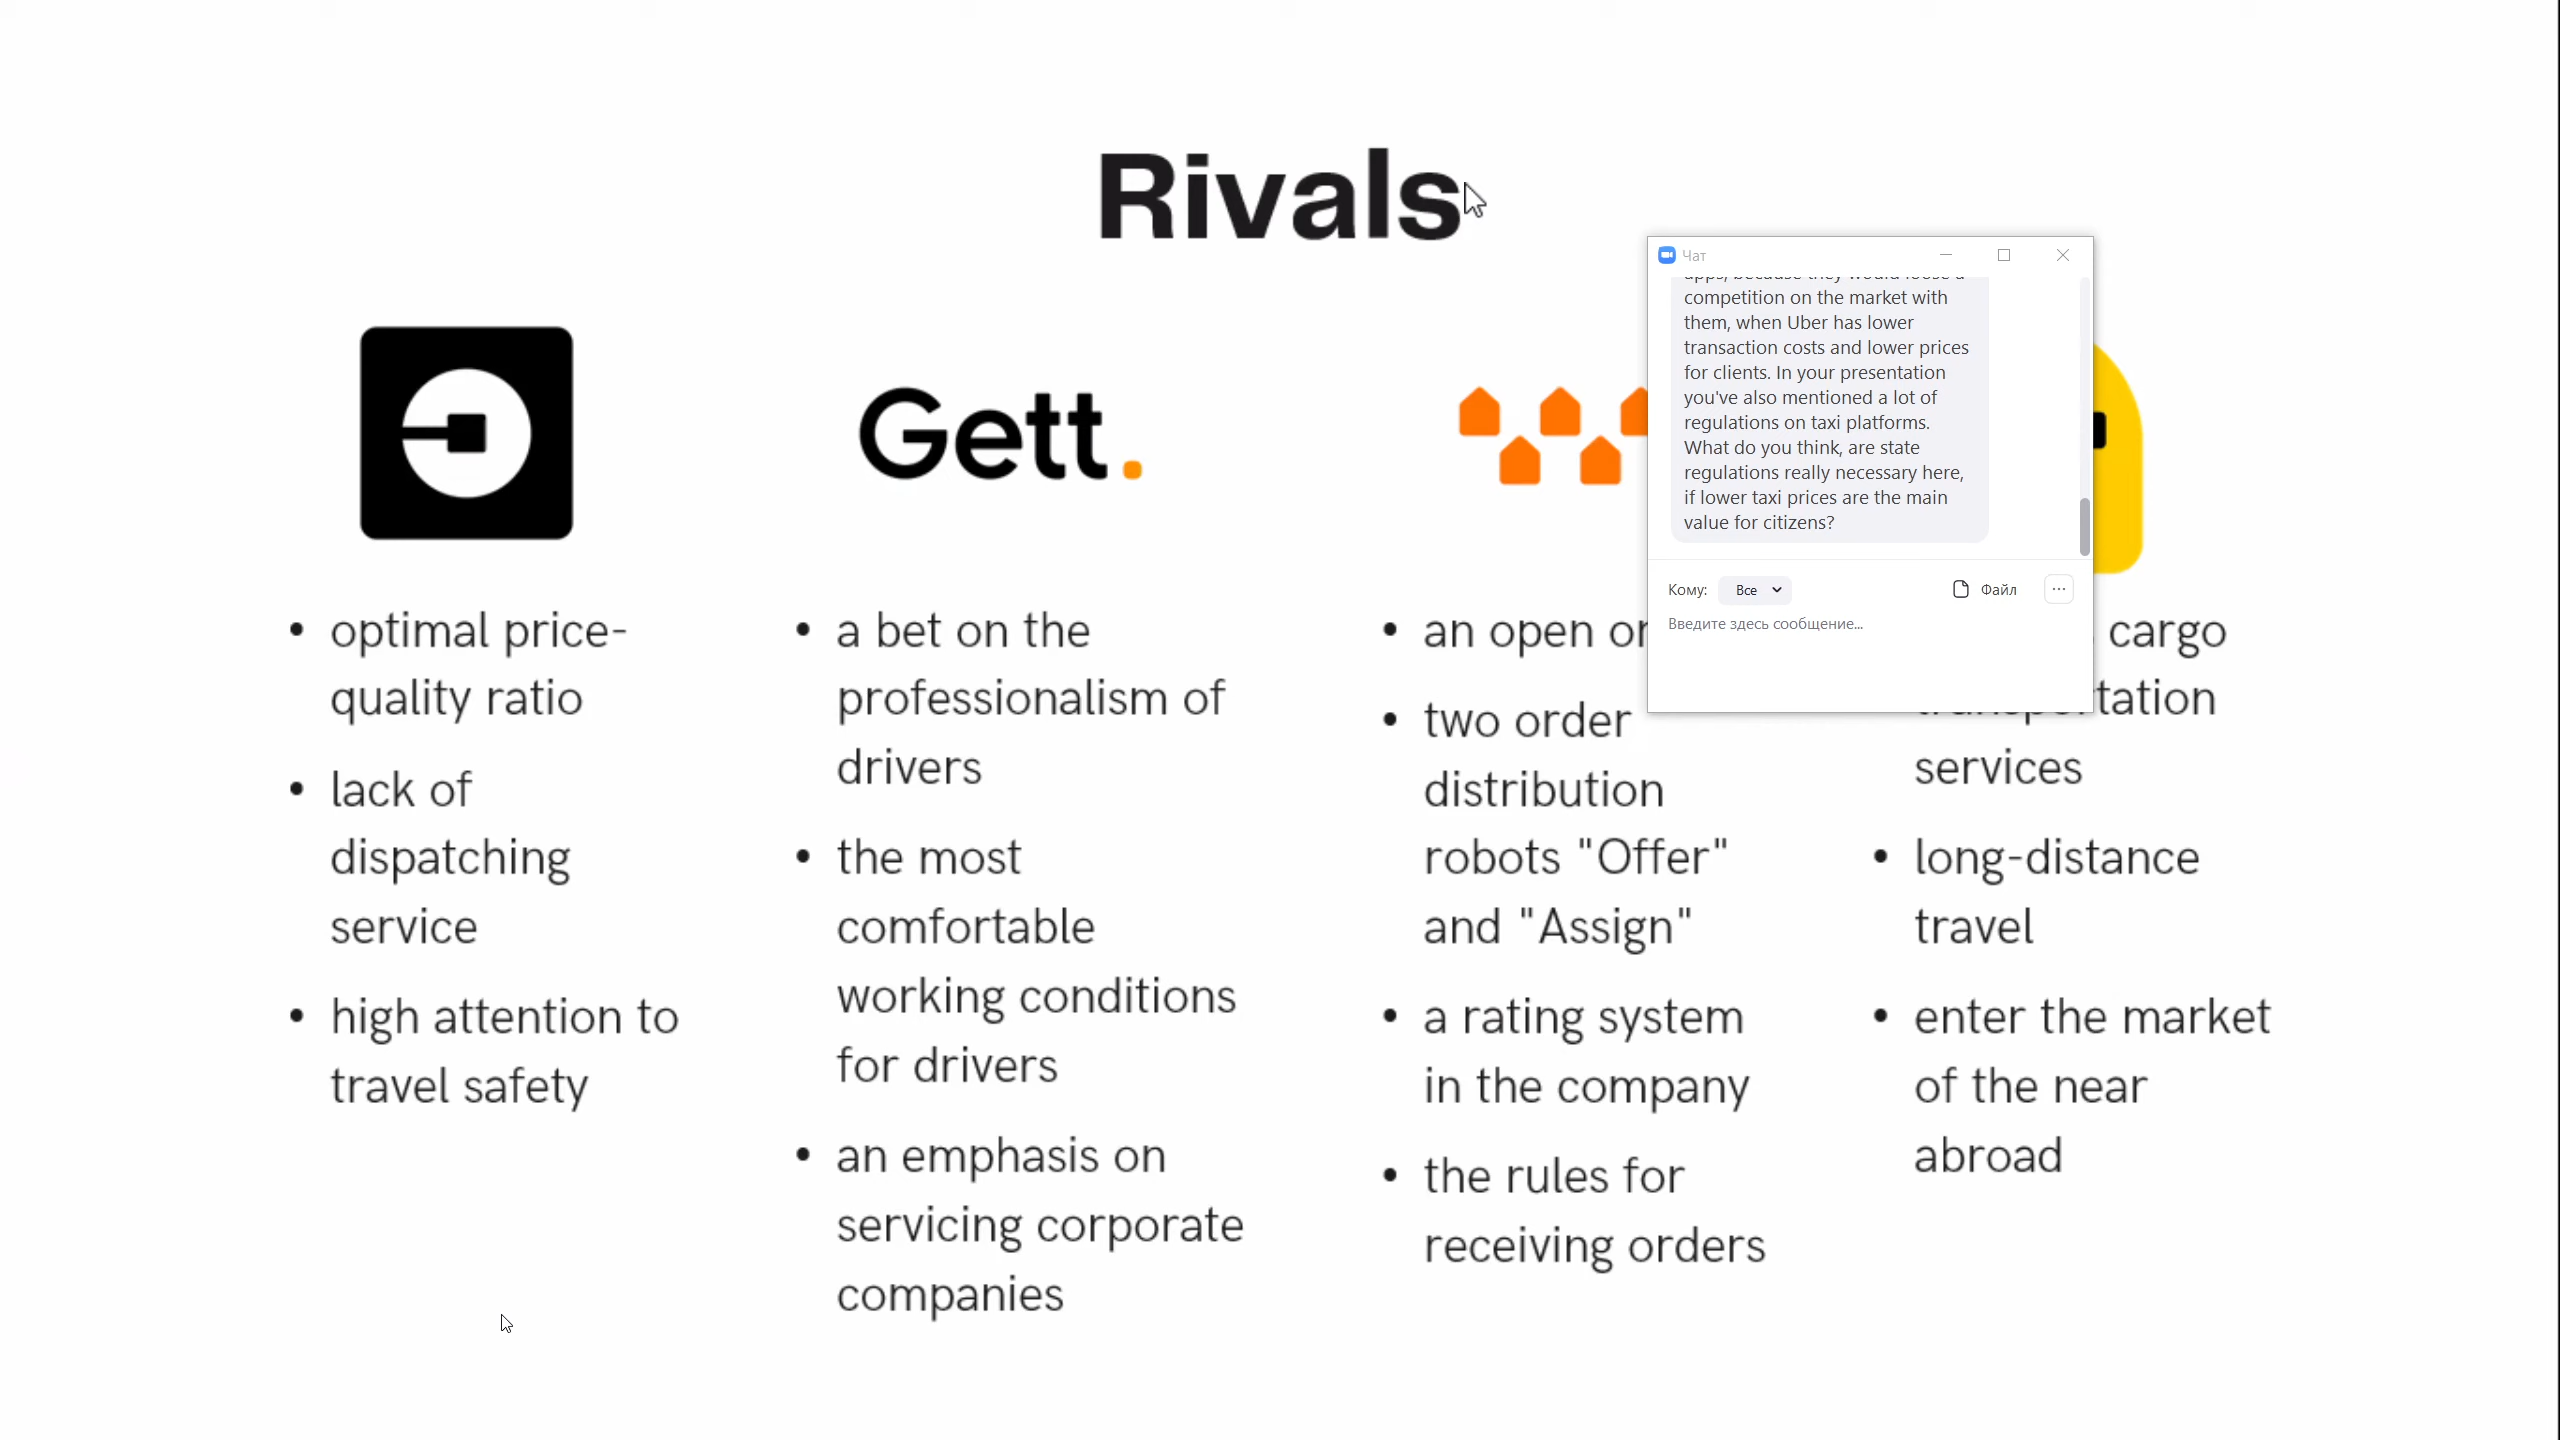 Rivals
Gett.
optimal price-
quality ratio
lack of
dispatching
service
high attention to
travel safety
a bet on the
professionalism of
drivers
the most
comfortable
working conditions
for drivers
an emphasis on
servicing corporate
companies
an open
two order
distribution
robots "Offer"
and "Assign"
a rating system
in the company
the rules for
receiving orders
cargo
services
long-distance
travel
enter the market
of the near
abroad
Чат
apps, because they would loose a
competition on the market with
them, when Uber has lower
transaction costs and lower prices
for clients. In your presentation
you've also mentioned a lot of
regulations on taxi platforms.
What do you think, are state
regulations really necessary here,
if lower taxi prices are the main
value for citizens?
Кому: Все Файл
Введите здесь сообщение...